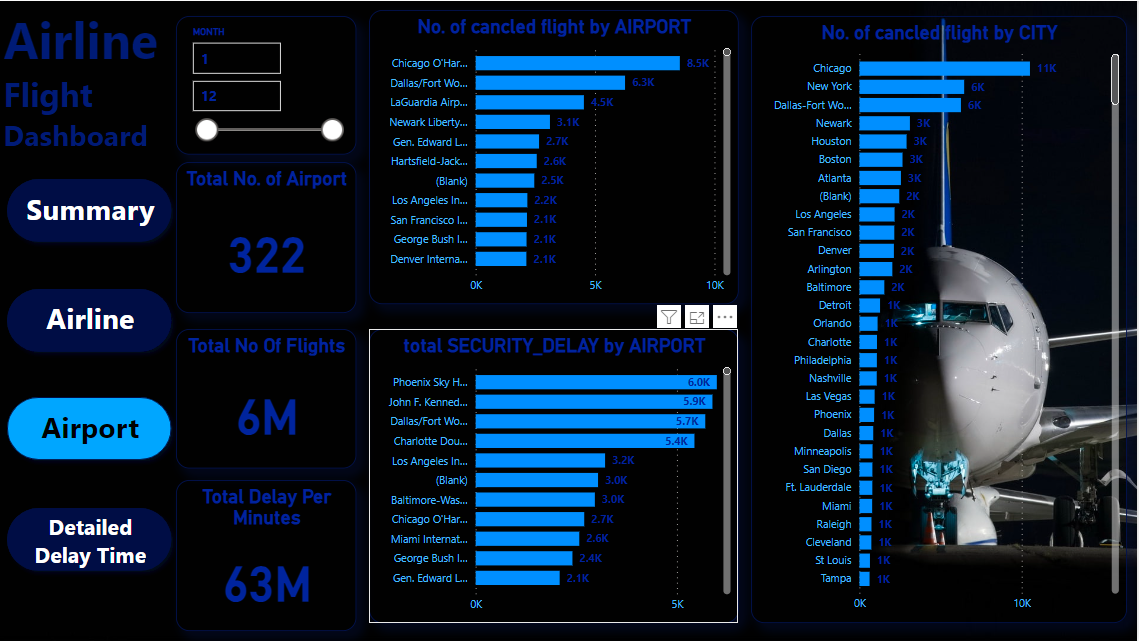 Airline
Flight
Dashboard
Summary
Airline
Airport
Detailed
Delay Time
MONTH
1
12
Total No. of Airport
322
Total No Of Flights
6M
Total Delay Per
Minutes
63M
No. of cancled flight by AIRPORT
Chicago O'Har... 8.5K
Dallas/Fort Wo... 6.3K
LaGuardia Airp... 4.5K
Newark Liberty... 3.1K
Gen. Edward L... 2.7K
Hartsfield-Jack... 2.6K
(Blank) 2.5K
Los Angeles In... 2.2K
San Francisco I... 2.1K
George Bush I... 2.1K
Denver Interna... 2.1K
0K 5K 10K
total SECURITY_DELAY by AIRPORT
Phoenix Sky H... 6.0K
John F. Kenned... 5.9K
Dallas/Fort Wo... 5.7K
Charlotte Dou... 5.4K
Los Angeles In... 3.2K
(Blank) 3.0K
Baltimore-Was... 3.0K
Chicago O'Har... 2.7K
Miami Internat... 2.6K
George Bush I... 2.4K
Gen. Edward L... 2.1K
0K 5K
No. of cancled flight by CITY
Chicago 11K
New York 6K
Dallas-Fort Wo... 6K
Newark 3K
Houston 3K
Boston 3K
Atlanta 3K
(Blank) 2K
Los Angeles 2K
San Francisco 2K
Denver 2K
Arlington 2K
Baltimore 2K
Detroit 1K
Orlando 1K
Charlotte 1K
Philadelphia 1K
Nashville 1K
Las Vegas 1K
Phoenix 1K
Dallas 1K
Minneapolis 1K
San Diego 1K
Ft. Lauderdale 1K
Miami 1K
Raleigh 1K
Cleveland 1K
St Louis 1K
Tampa 1K
0K 10K